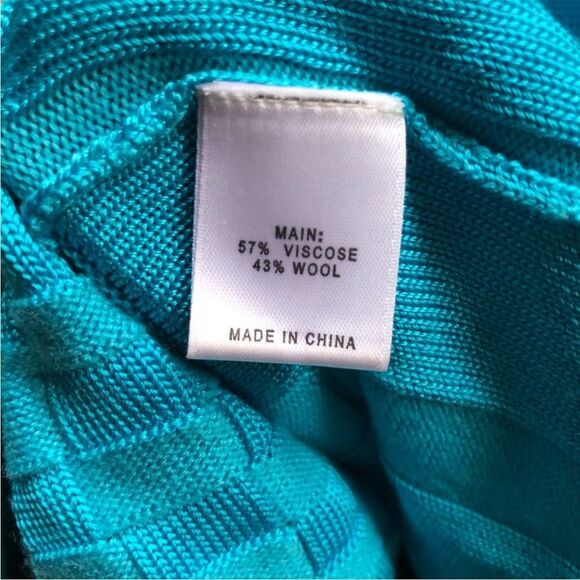 MAIN:
57% VISCOSE
43% WOOL
MADE IN CHINA